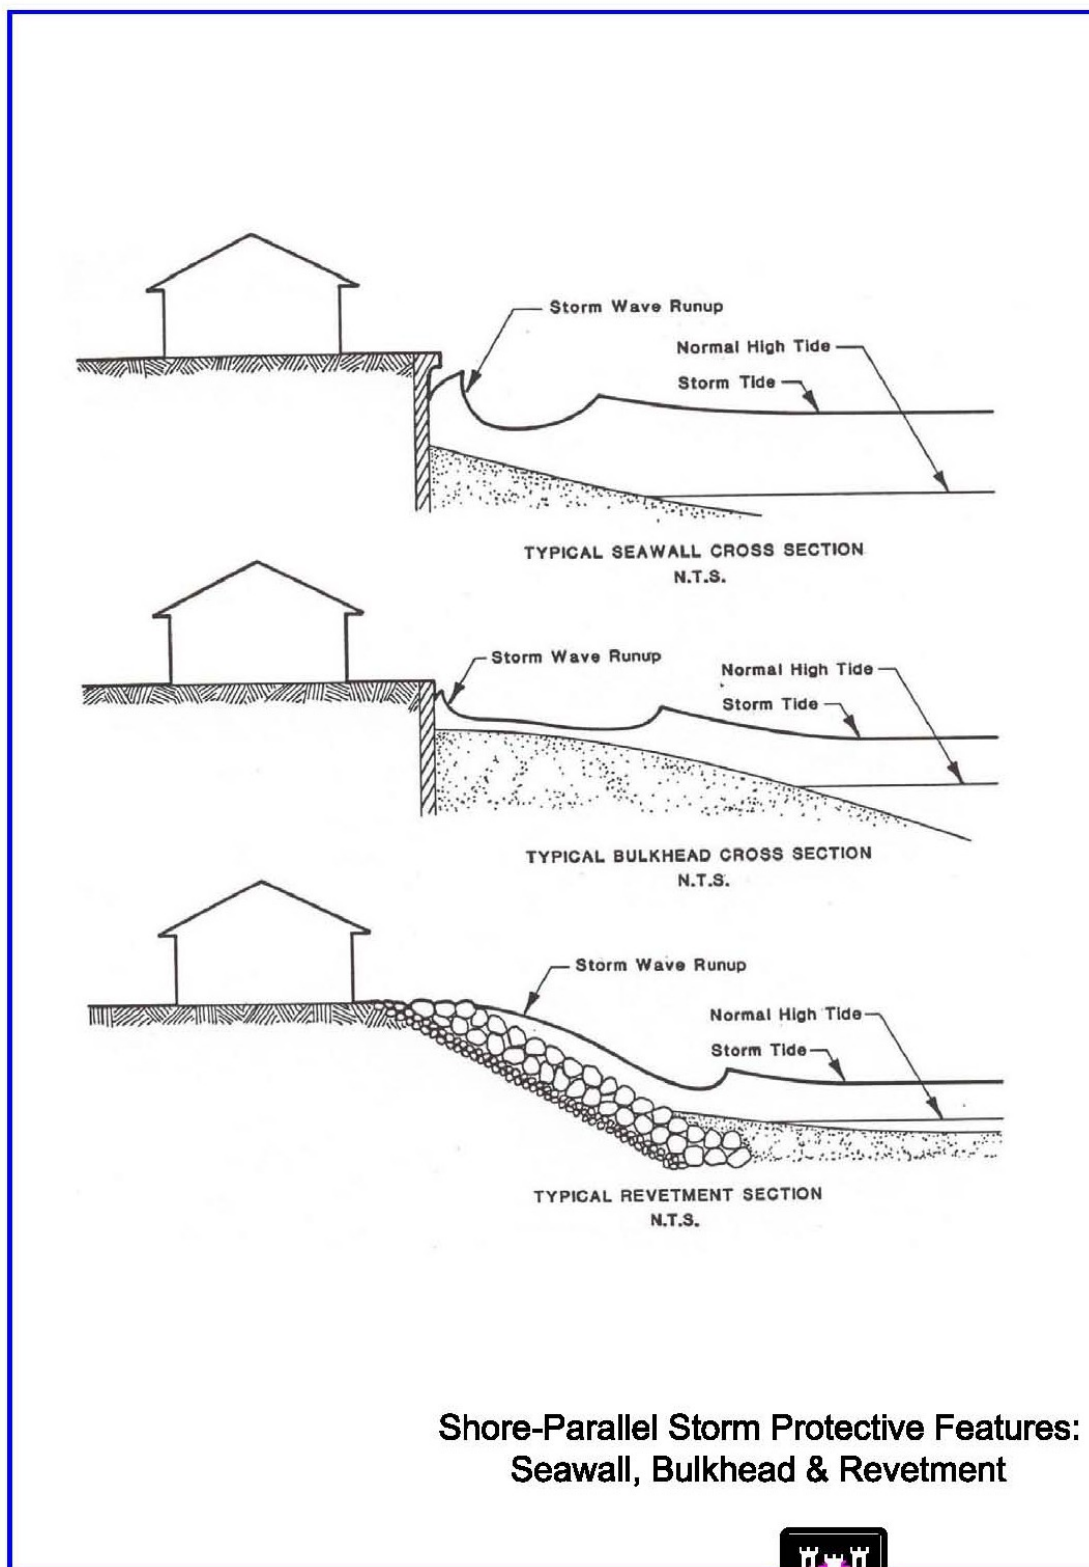 Storm Wave Runup
Normal High Tide
Storm Tide
TYPICAL SEAWALL CROSS SECTION
N.T.S.
Storm Wave Runup
Normal High Tide
Storm Tide
TYPICAL BULKHEAD CROSS SECTION
N.T.S.
Storm Wave Runup
Normal High Tide
Storm Tide
TYPICAL REVETMENT SECTION
N.T.S.
Shore-Parallel Storm Protective Features:
Seawall, Bulkhead & Revetment